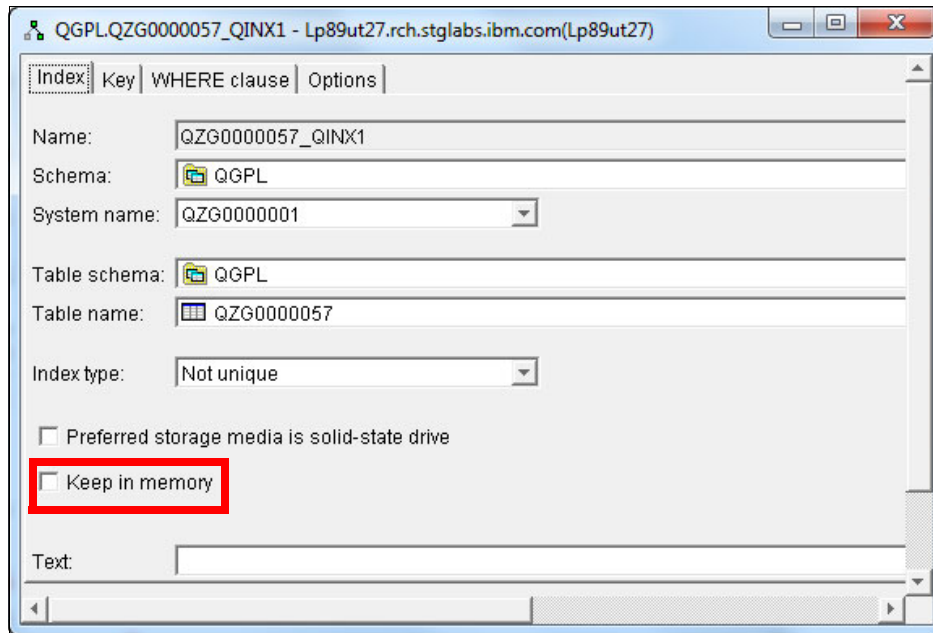 QGPL.QZG0000057_QINX1 - Lp89ut27.rch.stglabs.ibm.com(Lp89ut27)
Index Key WHERE clause Options
Name: QZG0000057_QINX1
Schema: QGPL
System name: QZG0000001
Table schema: QGPL
Table name: QZG0000057
Index type: Not unique
Preferred storage media is solid-state drive
Keep in memory
Text: